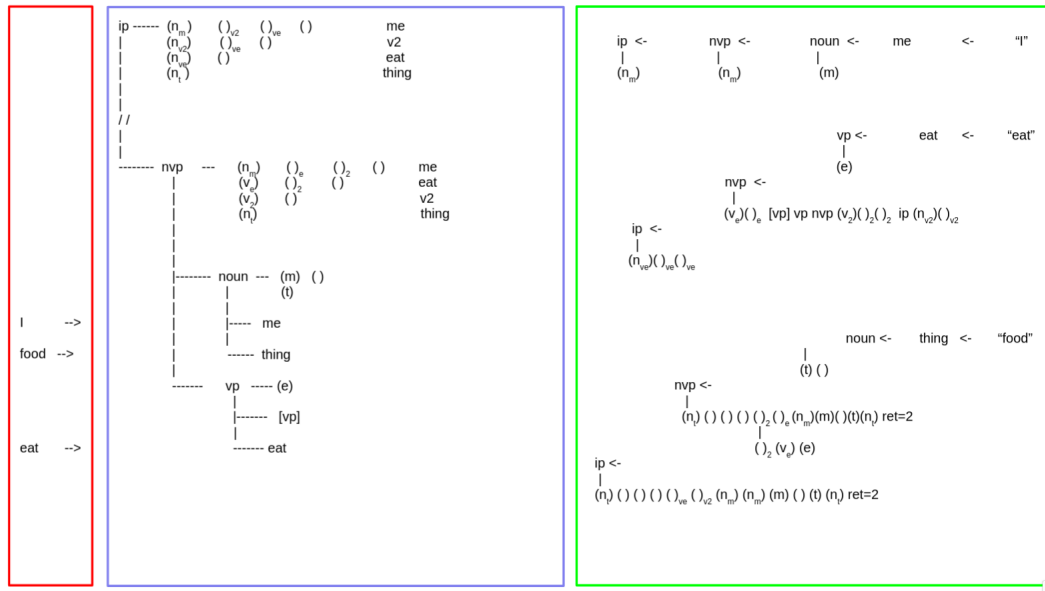 I -->
food -->
eat -->
ip ------ (nm) ( )v2 ( )ve ( ) me
| (nv2) ( )ve ( ) v2
| (nve) ( ) eat
| (nt) thing
|
|
/ /
|
|
-------- nvp --- (nm) ( )e ( )2 ( ) me
| (ve) ( )2 ( ) eat
| (v2) ( ) v2
| (nt) thing
|
|
|
|-------- noun --- (m) ( )
| | (t)
| |
| |----- me
| |
| ------ thing
|
------- vp ----- (e)
|
|------- [vp]
|
------- eat
ip <- nvp <- noun <- me <- “I”
| | |
(nm) (nm) (m)
vp <- eat <- “eat”
|
(e)
nvp <-
|
(ve)( )e [vp] vp nvp (v2)( )2( )2 ip (nv2)( )v2
ip <-
|
(nve)( )ve( )ve
noun <- thing <- “food”
|
(t) ( )
nvp <-
|
(nt) ( ) ( ) ( ) ( ) ( )2 ( )e (nm)(m)( )(t)(nt) ret=2
|
( )2 (ve) (e)
ip <-
|
(nt) ( ) ( ) ( ) ( )ve ( )v2 (nm) (nm) (m) ( ) (t) (nt) ret=2